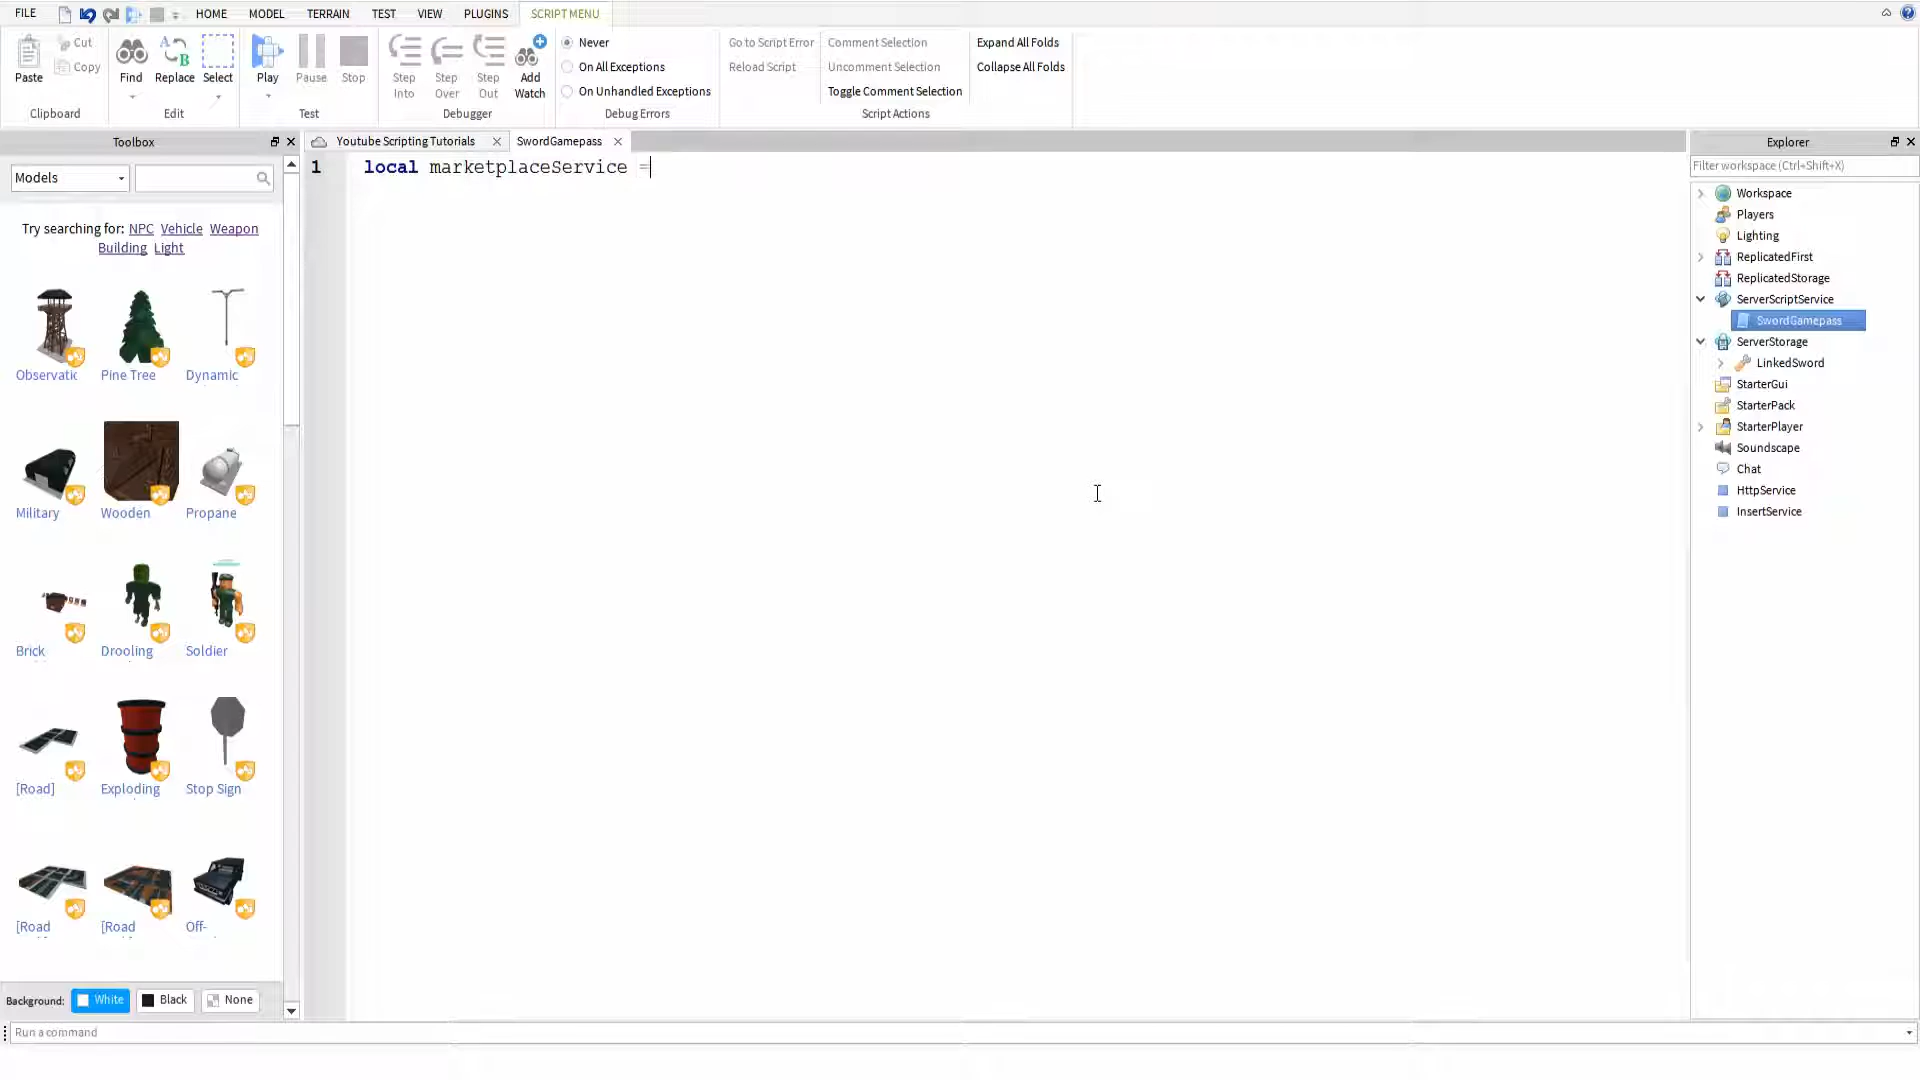 FILE HOME MODEL TERRAIN TEST VIEW PLUGINS SCRIPT MENU
Paste Cut Copy
Clipboard
Find Replace Select
Edit
Play Pause Stop
Test
Step Into Step Over Step Out Add Watch
Debugger
Never
On All Exceptions
On Unhandled Exceptions
Debug Errors
Go to Script Error
Reload Script
Comment Selection
Uncomment Selection
Toggle Comment Selection
Script Actions
Expand All Folds
Collapse All Folds
Toolbox
Models
Try searching for: NPC Vehicle Weapon
Building Light
Observatic Pine Tree Dynamic
Military Wooden Propane
Brick Drooling Soldier
[Road] Exploding Stop Sign
[Road [Road Off-
Background: White Black None
Youtube Scripting Tutorials SwordGamepass
1 local marketplaceService =
Explorer
Filter workspace (Ctrl+Shift+X)
Workspace
Players
Lighting
ReplicatedFirst
ReplicatedStorage
ServerScriptService
SwordGamepass
ServerStorage
LinkedSword
StarterGui
StarterPack
StarterPlayer
Soundscape
Chat
HttpService
InsertService
Run a command